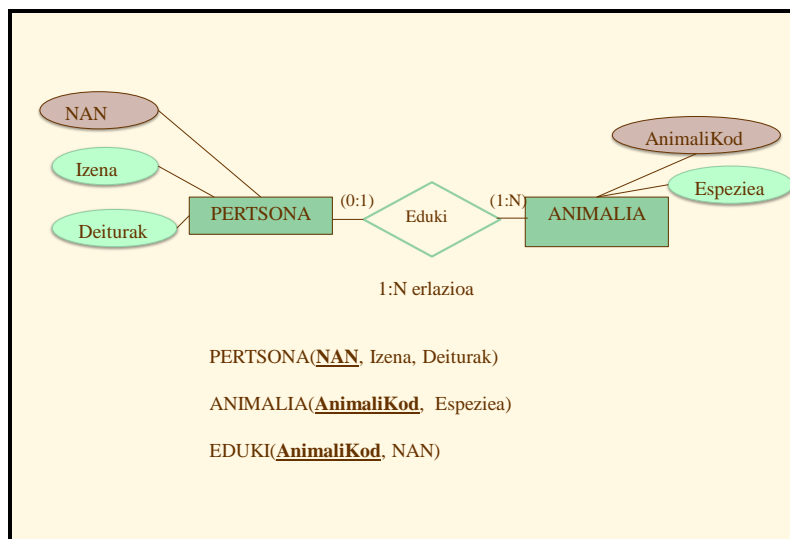 NAN
AnimaliKod
Izena
Espeziea
(0:1)
(1:N)
PERTSONA
Eduki
ANIMALIA
Deiturak
1:N erlazioa
PERTSONA(NAN, Izena, Deiturak)
ANIMALIA(AnimaliKod, Espeziea)
EDUKI(AnimaliKod, NAN)